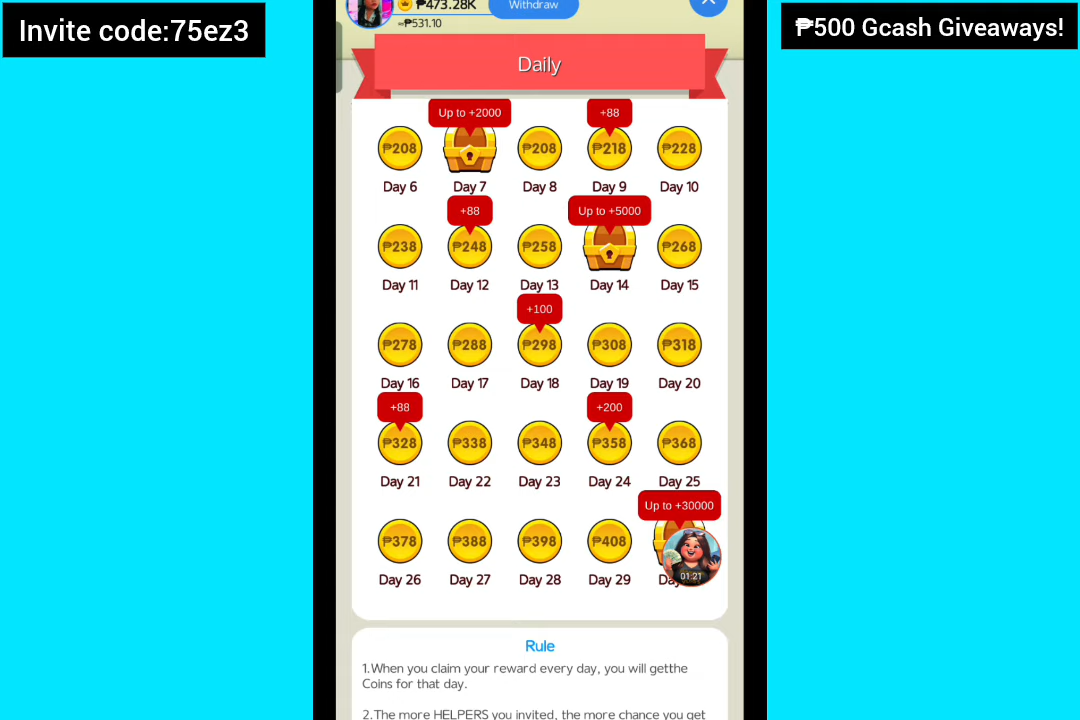 Invite code:75ez3
₱500 Gcash Giveaways!
₱473.28K
Withdraw
≈₱531.10
Daily
Up to +2000
+88
₱208
₱208
₱218
₱228
Day 6
Day 7
Day 8
Day 9
Day 10
+88
Up to +5000
₱238
₱248
₱258
₱268
Day 11
Day 12
Day 13
Day 14
Day 15
+100
₱278
₱288
₱298
₱308
₱318
Day 16
Day 17
Day 18
Day 19
Day 20
+88
+200
₱328
₱338
₱348
₱358
₱368
Day 21
Day 22
Day 23
Day 24
Day 25
Up to +30000
₱378
₱388
₱398
₱408
01:21
Day 26
Day 27
Day 28
Day 29
Rule
1.When you claim your reward every day, you will getthe
Coins for that day.
2.The more HELPERS you invited, the more chance you get